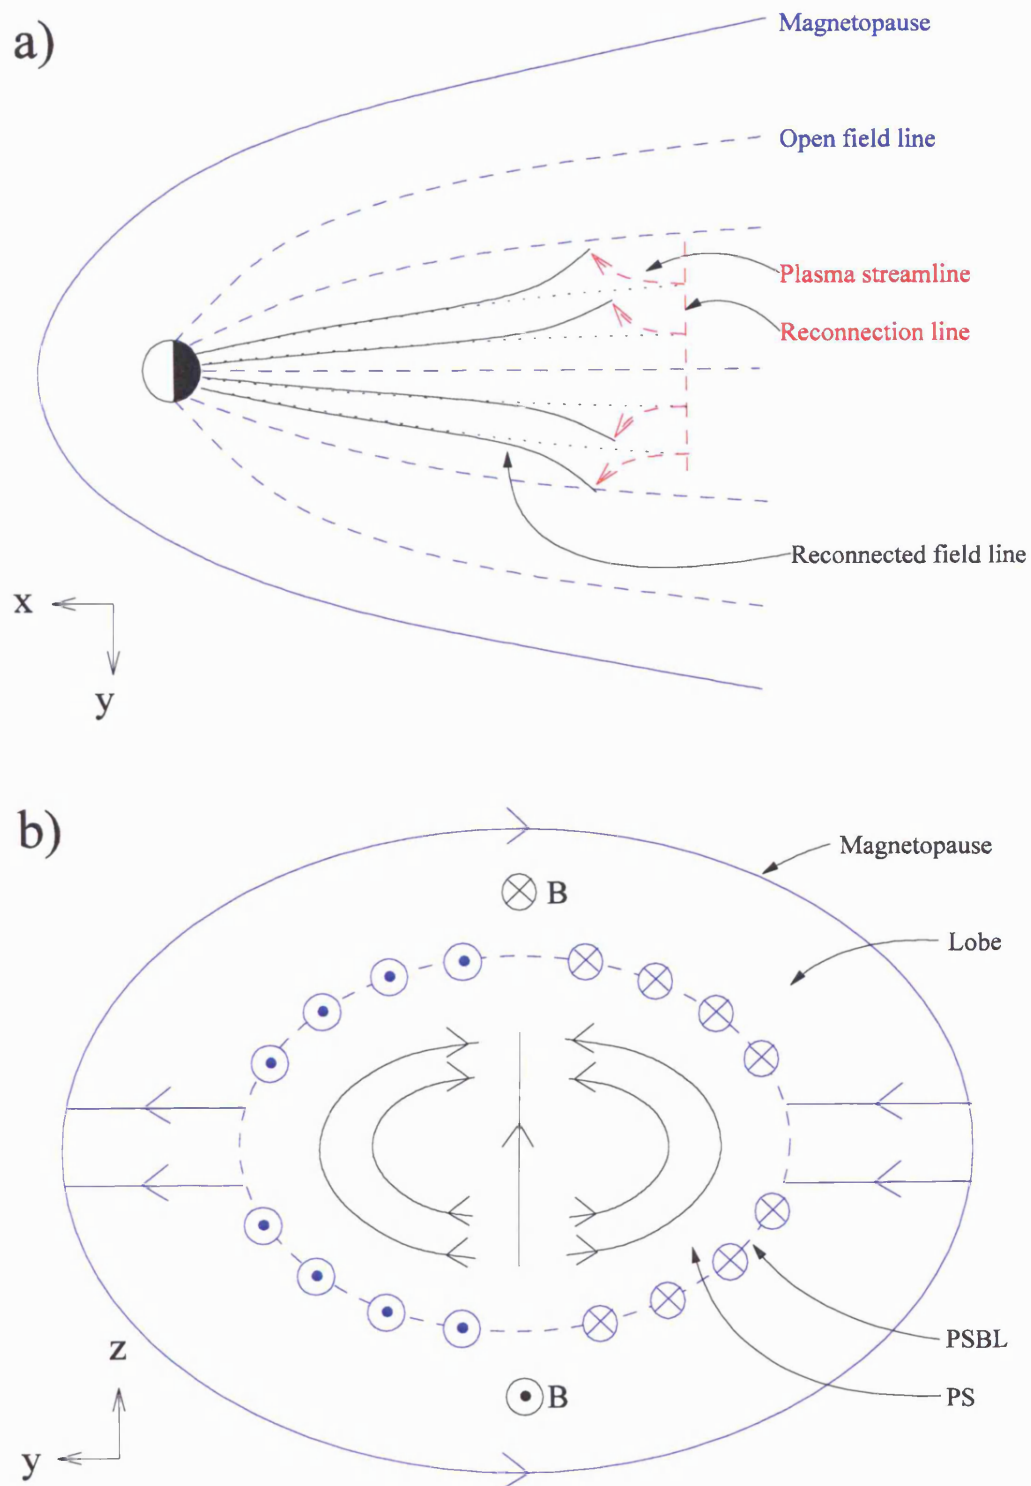 a)
Magnetopause
Open field line
Plasma streamline
Reconnection line
Reconnected field line
x
y
b)
Magnetopause
B
Lobe
z
PSBL
B
PS
y